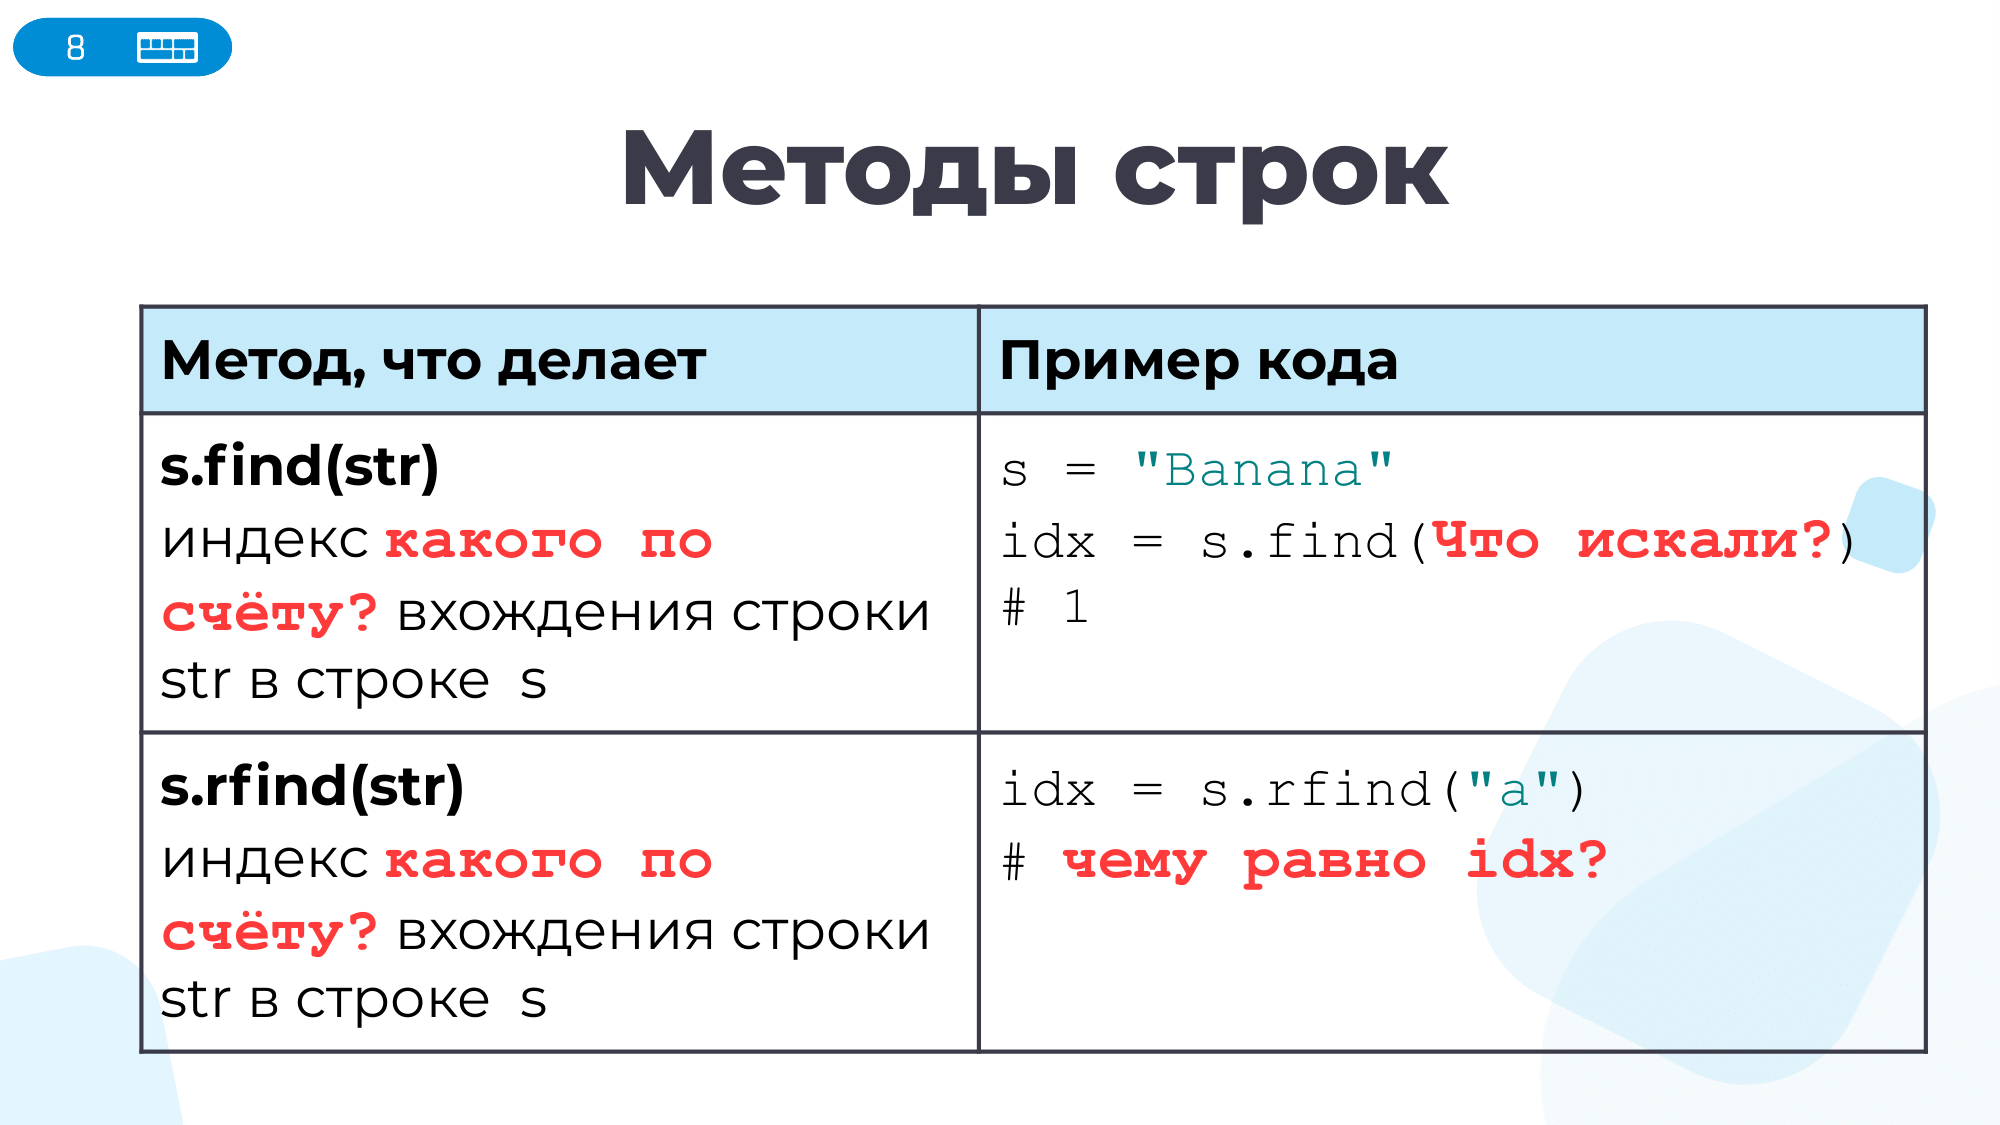 8
Методы строк
Метод, что делает
Пример кода
s.find(str)
индекс какого по
счёту? вхождения строки
str в строке s
s = "Banana"
idx = s.find(Что искали?)
# 1
s.rfind(str)
индекс какого по
счёту? вхождения строки
str в строке s
idx = s.rfind("a")
# чему равно idx?